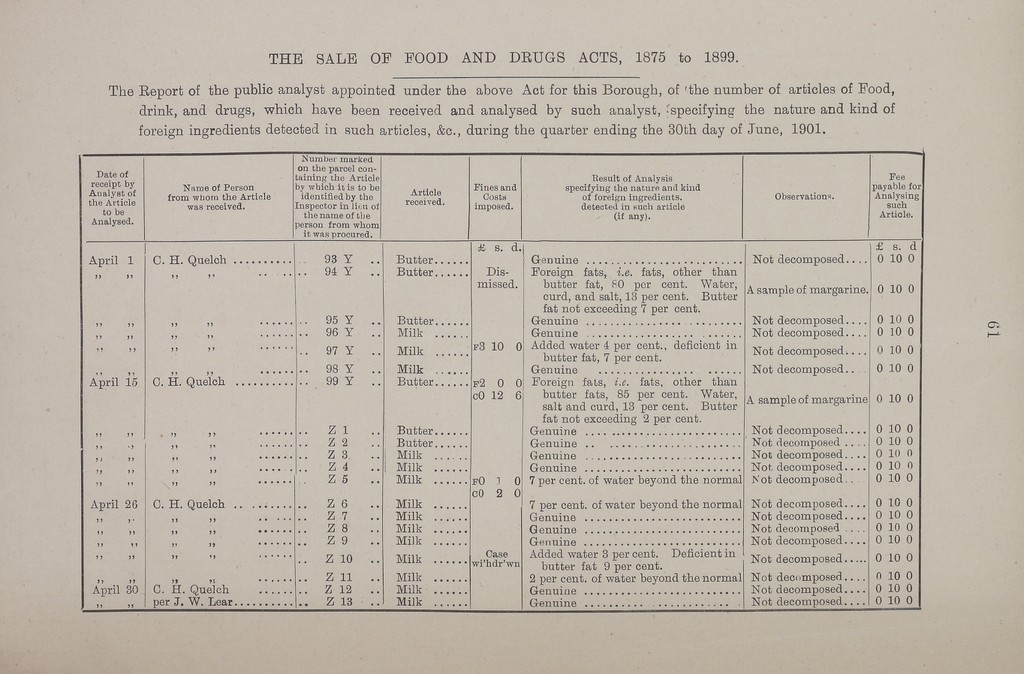 THE SALE OF FOOD AND DRUGS ACTS, 1875 to 1899.
The Report of the public analyst appointed under the above Act for this Borough, of the number of articles of Food,
drink, and drugs, which have been received and analysed by such analyst, specifying the nature and kind of
foreign ingredients detected in such articles, &c., during the quarter ending the 30th day of June, 1901.
Date of receipt by Analyst of the Article to be Analysed. | Name of Person from whom the Article was received. | Number marked on the parcel containing the Article by which it is to be identified by the Inspector in lieu of the name of the person from whom it was procured. | Article received. | Fines and Costs imposed. | Result of Analysis specifying the nature and kind of foreign ingredients. detected in such article (if any). | Observations. | Fee payable for Analysing such Article.
£ s. d. £ s. d
April 1 C. H. Quelch .......... .. 93 Y .. Butter...... Genuine .......................... Not decomposed.... 0 10 0
,, ,, ,, ,, ...... .. 94 Y .. Butter...... Dis- Foreign fats, i.e. fats, other than
missed. butter fat, 80 per cent. Water,
curd, and salt, 13 per cent. Butter A sample of margarine. 0 10 0
fat not exceeding 7 per cent.
,, ,, ,, ,, ...... .. 95 Y .. Butter...... Genuine .......................... Not decomposed.... 0 10 0
,, ,, ,, ,, ...... .. 96 Y .. Milk ...... Genuine .......................... Not decomposed.... 0 10 0
,, ,, ,, ,, ...... .. 97 Y .. Milk ...... F3 10 0 Added water 4 per cent., deficient in Not decomposed.... 0 10 0
butter fat, 7 per cent.
,, ,, ,, ,, ...... .. 98 Y .. Milk ...... Genuine .......................... Not decomposed.. 0 10 0
April 15 C. H. Quelch .......... .. 99 Y .. Butter...... F2 0 0 Foreign fats, i.e. fats, other than
c0 12 6 butter fats, 85 per cent. Water,
salt and curd, 13 per cent. Butter A sample of margarine 0 10 0
fat not exceeding 2 per cent.
,, ,, ,, ,, ...... .. Z 1 .. Butter...... Genuine .......................... Not decomposed.... 0 10 0
,, ,, ,, ,, ...... .. Z 2 .. Butter...... Genuine .......................... Not decomposed .... 0 10 0
,, ,, ,, ,, ...... .. Z 3 .. Milk ...... Genuine .......................... Not decomposed.... 0 10 0
,, ,, ,, ,, ...... .. Z 4 .. Milk ...... Genuine .......................... Not decomposed.... 0 10 0
,, ,, ,, ,, ...... .. Z 5 .. Milk ...... F0 1 0 7 per cent. of water beyond the normal Not decomposed.. 0 10 0
c0 2 0
April 26 C. H. Quelch .. ...... .. Z 6 .. Milk ...... 7 per cent. of water beyond the normal Not decomposed.... 0 10 0
,, ,, ,, ,, ...... .. Z 7 .. Milk ...... Genuine .......................... Not decomposed.... 0 10 0
,, ,, ,, ,, ...... .. Z 8 .. Milk ...... Genuine .......................... Not decomposed 0 10 0
,, ,, ,, ,, ...... .. Z 9 .. Milk ...... Genuine .......................... Not decomposed.... 0 10 0
,, ,, ,, ,, ...... .. Z 10 .. Milk ...... Case wi'hdr'wn Added water 3 per cent. Deficient in Not decomposed..... 0 10 0
butter fat 9 per cent.
,, ,, ,, ,, ...... .. Z 11 .. Milk ...... 2 per cent. of water beyond the normal Not decomposed.... 0 10 0
April 30 C. H. Quelch ...... .. Z 12 .. Milk ...... Genuine .......................... Not decomposed.... 0 10 0
,, ,, per J. W. Lear.......... .. Z 13 .. Milk ...... Genuine .......................... Not decomposed.... 0 10 0
61